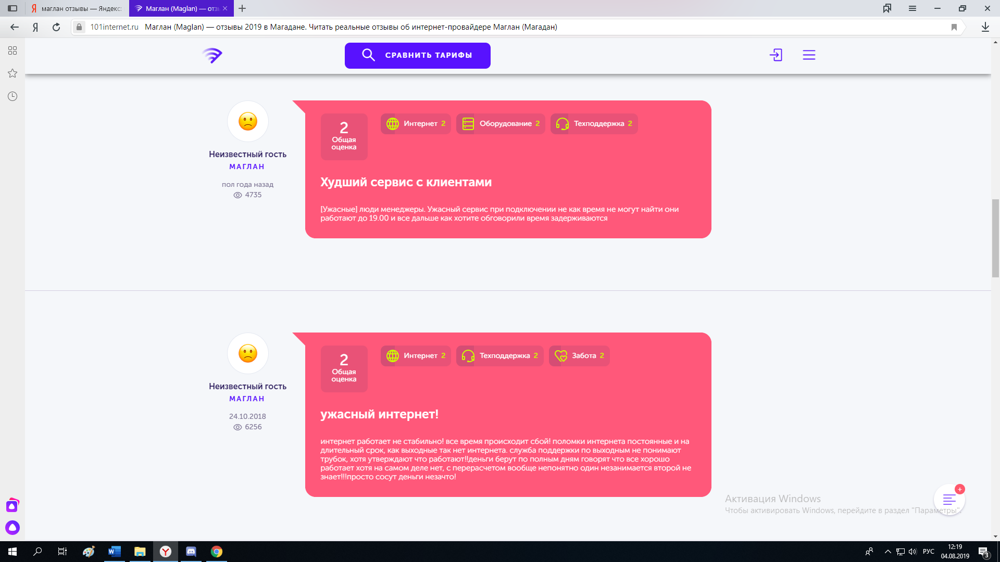 маглан отзывы — Яндекс:
Маглан (Maglan) — отз
101internet.ru
Маглан (Maglan) — отзывы 2019 в Магадане. Читать реальные отзывы об интернет-провайдере Маглан (Магадан)
СРАВНИТЬ ТАРИФЫ
Неизвестный гость
МАГЛАН
пол года назад
4735
2
Общая
оценка
Интернет 2
Оборудование 2
Техподдержка 2
Худший сервис с клиентами
[Ужасные] люди менеджеры. Ужасный сервис при подключении не как время не могут найти они
работают до 19.00 и все дальше как хотите обговорили время задерживаются
Неизвестный гость
МАГЛАН
24.10.2018
6256
2
Общая
оценка
Интернет 2
Техподдержка 2
Забота 2
ужасный интернет!
интернет работает не стабильно! все время происходит сбой! поломки интернета постоянные и на
длительный срок, как выходные так нет интернета. служба поддержки по выходным не понимают
трубок, хотя утверждают что работают!!деньги берут по полным дням говорят что все хорошо
работает хотя на самом деле нет, с перерасчетом вообще непонятно один незанимается второй не
знает!!!просто сосут деньги незачто!
Активация Windows
Чтобы активировать Windows, перейдите в раздел "Параметры".
РУС
12:19
04.08.2019
3